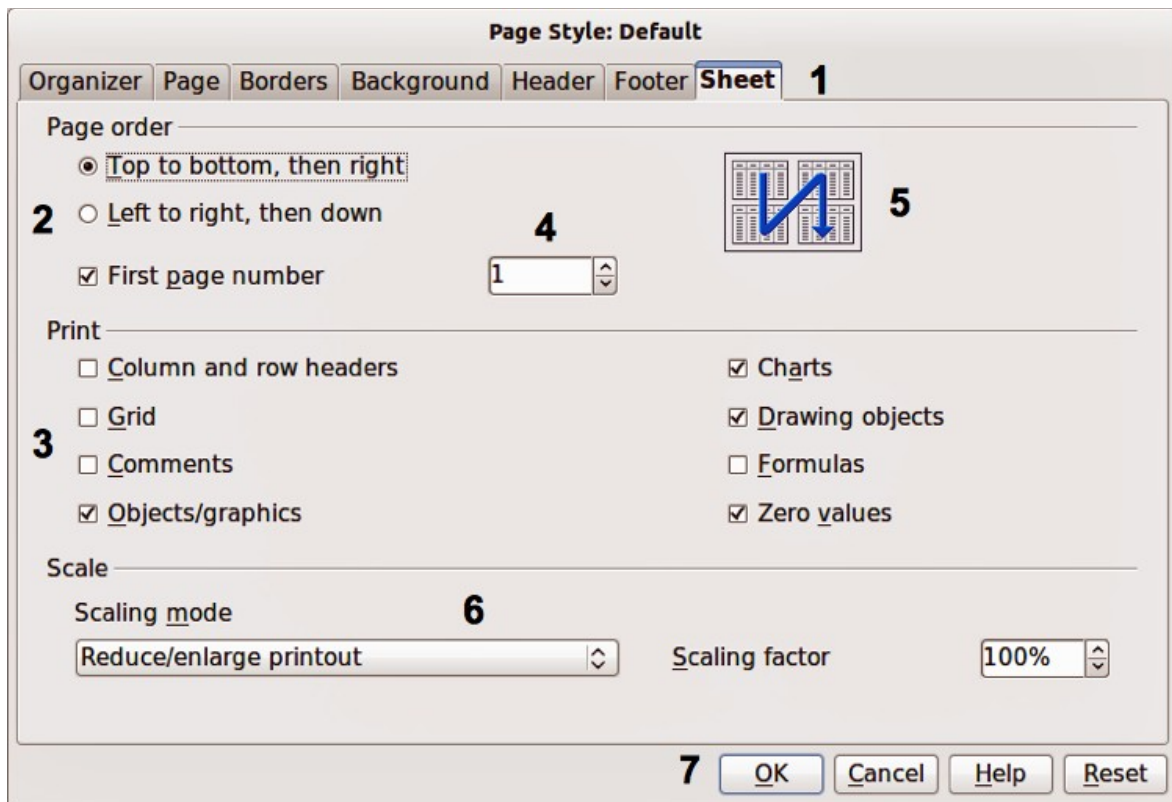 Page Style: Default
Organizer Page Borders Background Header Footer Sheet 1
Page order
Top to bottom, then right
2 Left to right, then down 4 5
First page number 1
Print
Column and row headers Charts
Grid Drawing objects
3
Comments Formulas
Objects/graphics Zero values
Scale
Scaling mode 6
Reduce/enlarge printout Scaling factor 100%
7 OK Cancel Help Reset